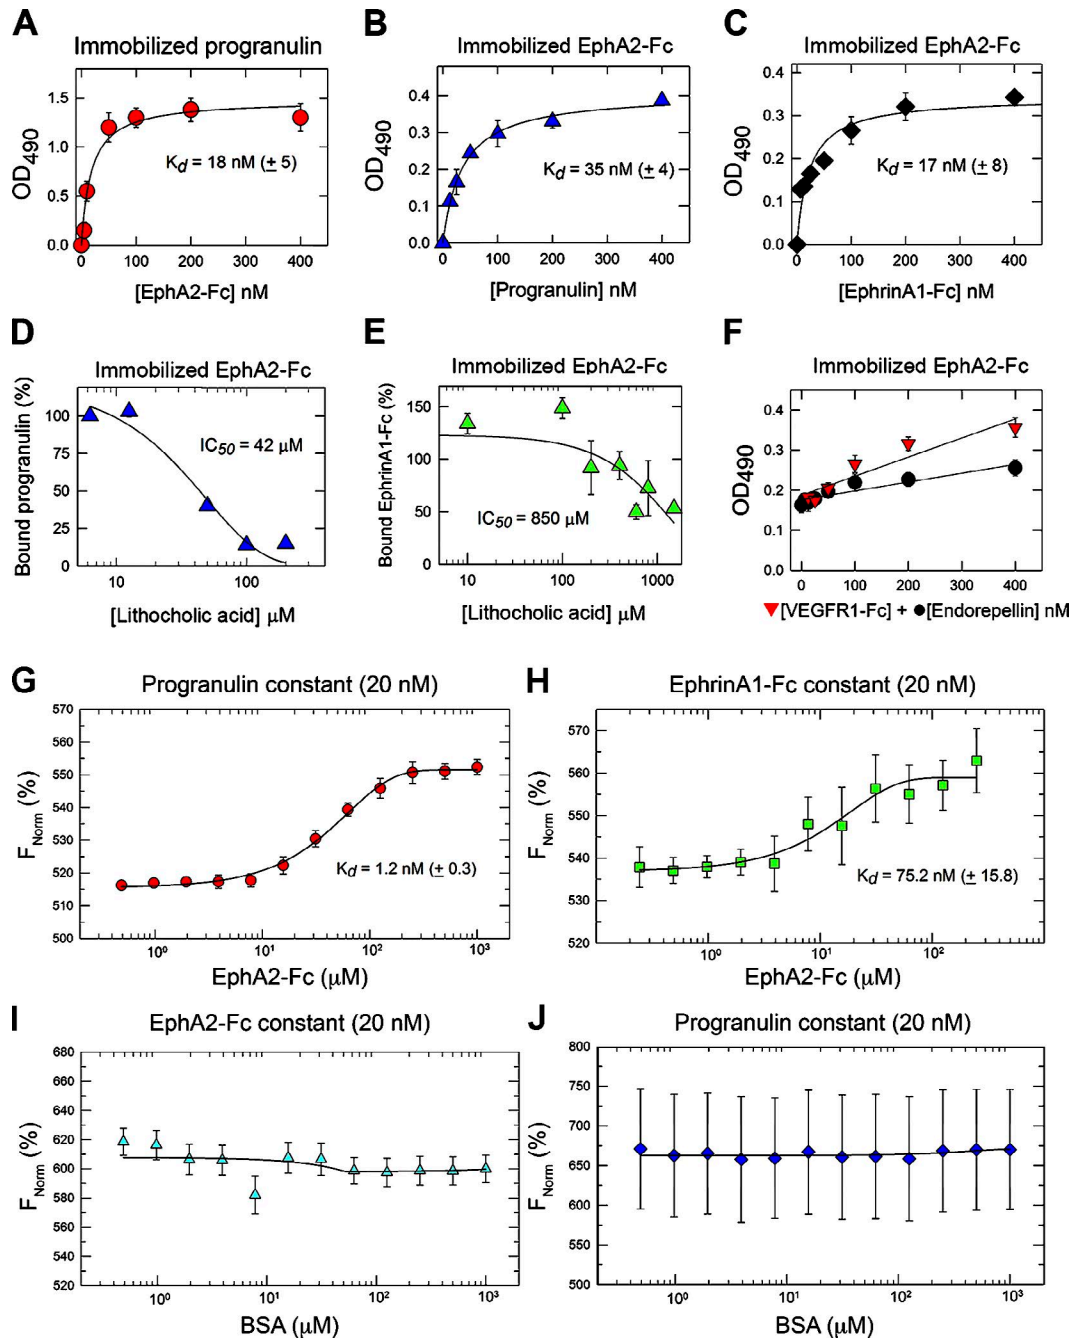 A
Immobilized progranulin
OD490
1.5
1.0
0.5
0.0
Kd = 18 nM (± 5)
0 100 200 300 400
[EphA2-Fc] nM
B
Immobilized EphA2-Fc
OD490
0.4
0.3
0.2
0.1
0.0
Kd = 35 nM (± 4)
0 100 200 300 400
[Progranulin] nM
C
Immobilized EphA2-Fc
OD490
0.4
0.3
0.2
0.1
0.0
Kd = 17 nM (± 8)
0 100 200 300 400
[EphrinA1-Fc] nM
D
Immobilized EphA2-Fc
Bound progranulin (%)
100
75
50
25
0
IC50 = 42 μM
10 100
[Lithocholic acid] μM
E
Immobilized EphA2-Fc
Bound EphrinA1-Fc (%)
150
100
50
0
IC50 = 850 μM
10 100 1000
[Lithocholic acid] μM
F
Immobilized EphA2-Fc
OD490
0.4
0.3
0.2
0.1
0.0
0 100 200 300 400
[VEGFR1-Fc] + [Endorepellin] nM
G
Progranulin constant (20 nM)
FNorm (%)
570
560
550
540
530
520
510
500
Kd = 1.2 nM (± 0.3)
10⁰ 10¹ 10² 10³
EphA2-Fc (μM)
H
EphrinA1-Fc constant (20 nM)
FNorm (%)
570
560
550
540
530
520
Kd = 75.2 nM (± 15.8)
10⁰ 10¹ 10²
EphA2-Fc (μM)
I
EphA2-Fc constant (20 nM)
FNorm (%)
680
660
640
620
600
580
560
540
520
10⁰ 10¹ 10² 10³
BSA (μM)
J
Progranulin constant (20 nM)
FNorm (%)
800
750
700
650
600
550
500
10⁰ 10¹ 10² 10³
BSA (μM)